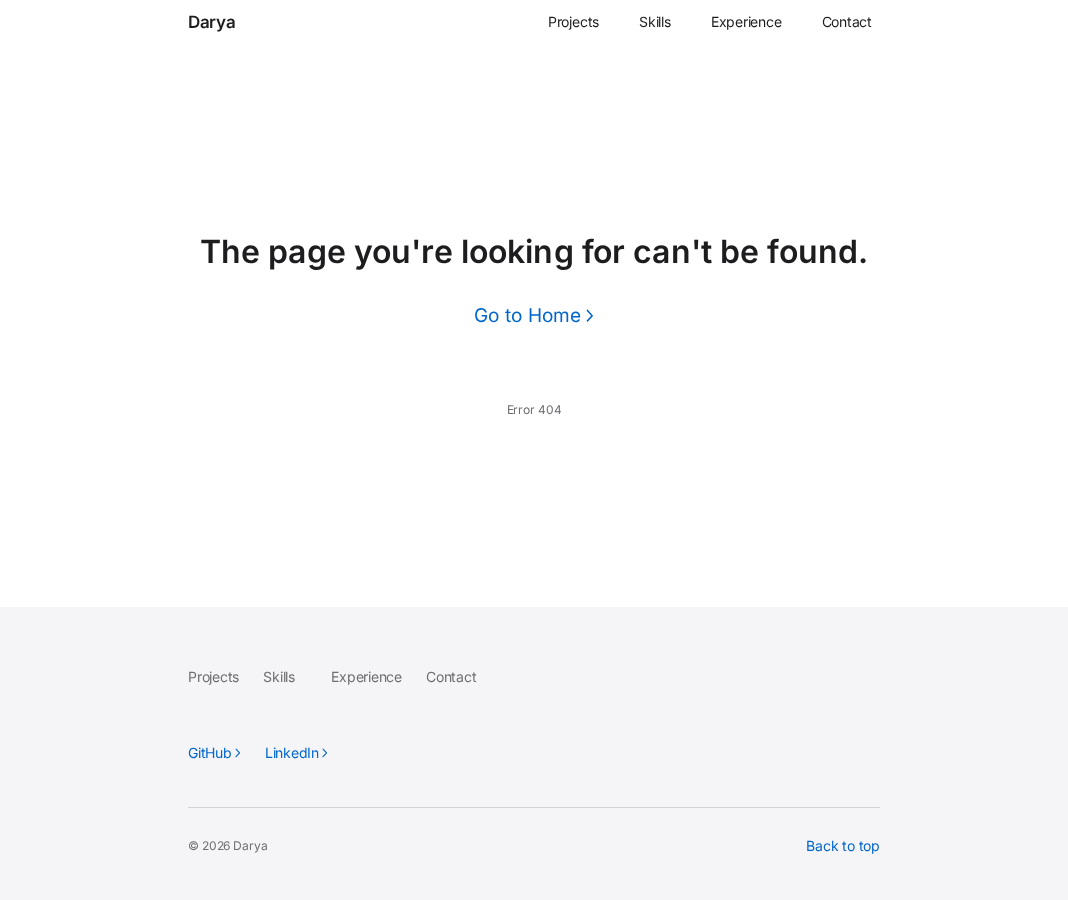 Darya Projects Skills Experience Contact
The page you're looking for can't be found.
Go to Home
Error 404
Projects Skills Experience Contact
GitHub LinkedIn
© 2026 Darya Back to top